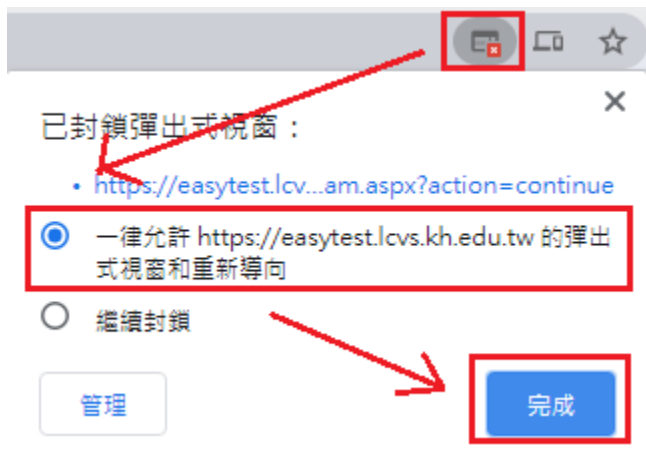 已封鎖彈出式視窗：
• https://easytest.lcv...am.aspx?action=continue
一律允許 https://easytest.lcvs.kh.edu.tw 的彈出
式視窗和重新導向
繼續封鎖
管理
完成